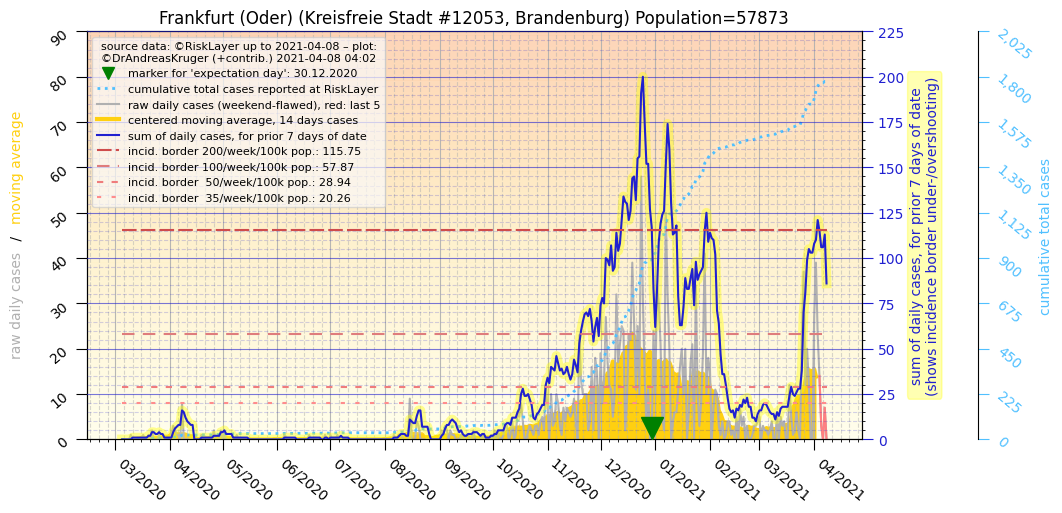 Frankfurt (Oder) (Kreisfreie Stadt #12053, Brandenburg) Population=57873
source data: ©RiskLayer up to 2021-04-08 – plot:
©DrAndreasKruger (+contrib.) 2021-04-08 04:02
marker for 'expectation day': 30.12.2020
cumulative total cases reported at RiskLayer
raw daily cases (weekend-flawed), red: last 5
centered moving average, 14 days cases
sum of daily cases, for prior 7 days of date
incid. border 200/week/100k pop.: 115.75
incid. border 100/week/100k pop.: 57.87
incid. border  50/week/100k pop.: 28.94
incid. border  35/week/100k pop.: 20.26
raw daily cases  /  moving average
90
80
70
60
50
40
30
20
10
0
225
200
175
150
125
100
75
50
25
0
sum of daily cases, for prior 7 days of date
(shows incidence border under-/overshooting)
2,025
1,800
1,575
1,350
1,125
900
675
450
225
0
cumulative total cases
03/2020
04/2020
05/2020
06/2020
07/2020
08/2020
09/2020
10/2020
11/2020
12/2020
01/2021
02/2021
03/2021
04/2021